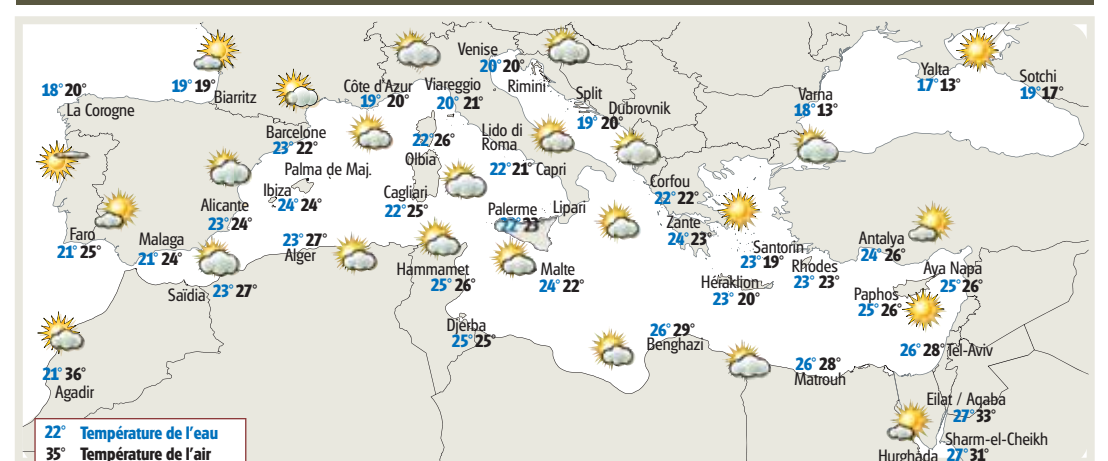 Venise
20° 20°
Rimini
Yalta
17° 13°
Sotchi
19° 17°
18° 20°
La Corogne
19° 19°
Biarritz
Côte d'Azur
19° 20°
Viareggio
20° 21°
Split
19° 20°
Dubrovnik
Varna
18° 13°
Barcelone
23° 22°
22° 26°
Olbia
Lido di
Roma
22° 21° Capri
Palma de Maj.
Ibiza
24° 24°
Cagliari
22° 25°
Corfou
22° 22°
Alicante
23° 24°
Palerme
22° 23°
Lipari
Zante
24° 23°
Faro
21° 25°
Malaga
21° 24°
23° 27°
Alger
Santorin
23° 19°
Antalya
24° 26°
Hammamet
25° 26°
Malte
24° 22°
Héraklion
23° 20°
Rhodes
23° 23°
Aya Napa
25° 26°
Saïdia 23° 27°
Paphos
25° 26°
Djerba
25° 25°
26° 29°
Benghazi
26° 28° Tel-Aviv
21° 36°
Agadir
26° 28°
Matrouh
Eilat / Aqaba
27° 33°
22° Température de l'eau
35° Température de l'air
Sharm-el-Cheikh
Hurghada 27° 31°